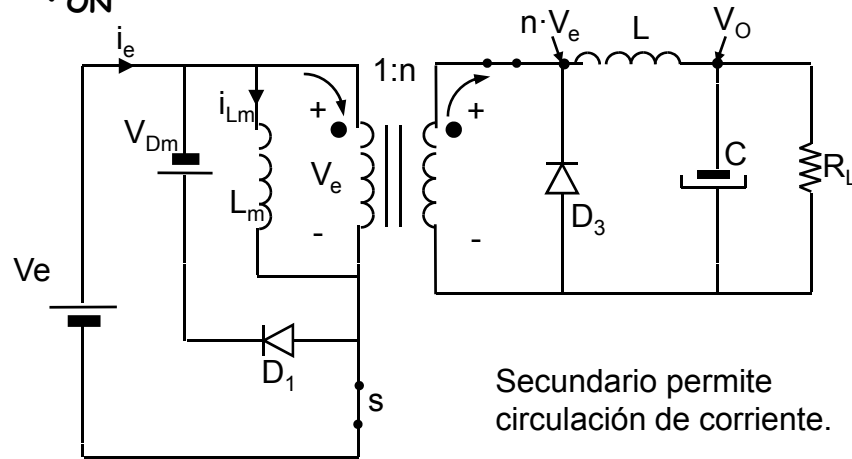 ON
i_e
n·V_e
L
V_O
1:n
i_Lm
+
+
V_Dm
V_e
C
R_L
L_m
D_3
-
-
Ve
D_1
s
Secundario permite
circulación de corriente.